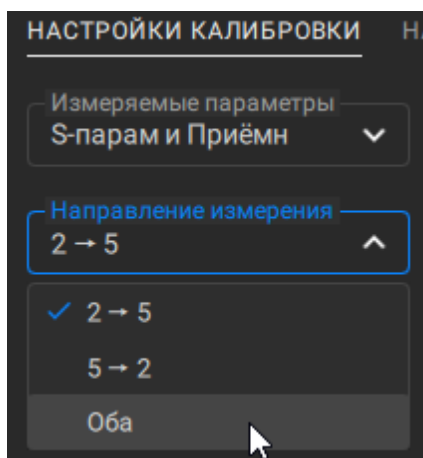 НАСТРОЙКИ КАЛИБРОВКИ
Измеряемые параметры
S-парам и Приёмн
Направление измерения
2 → 5
2 → 5
5 → 2
Оба